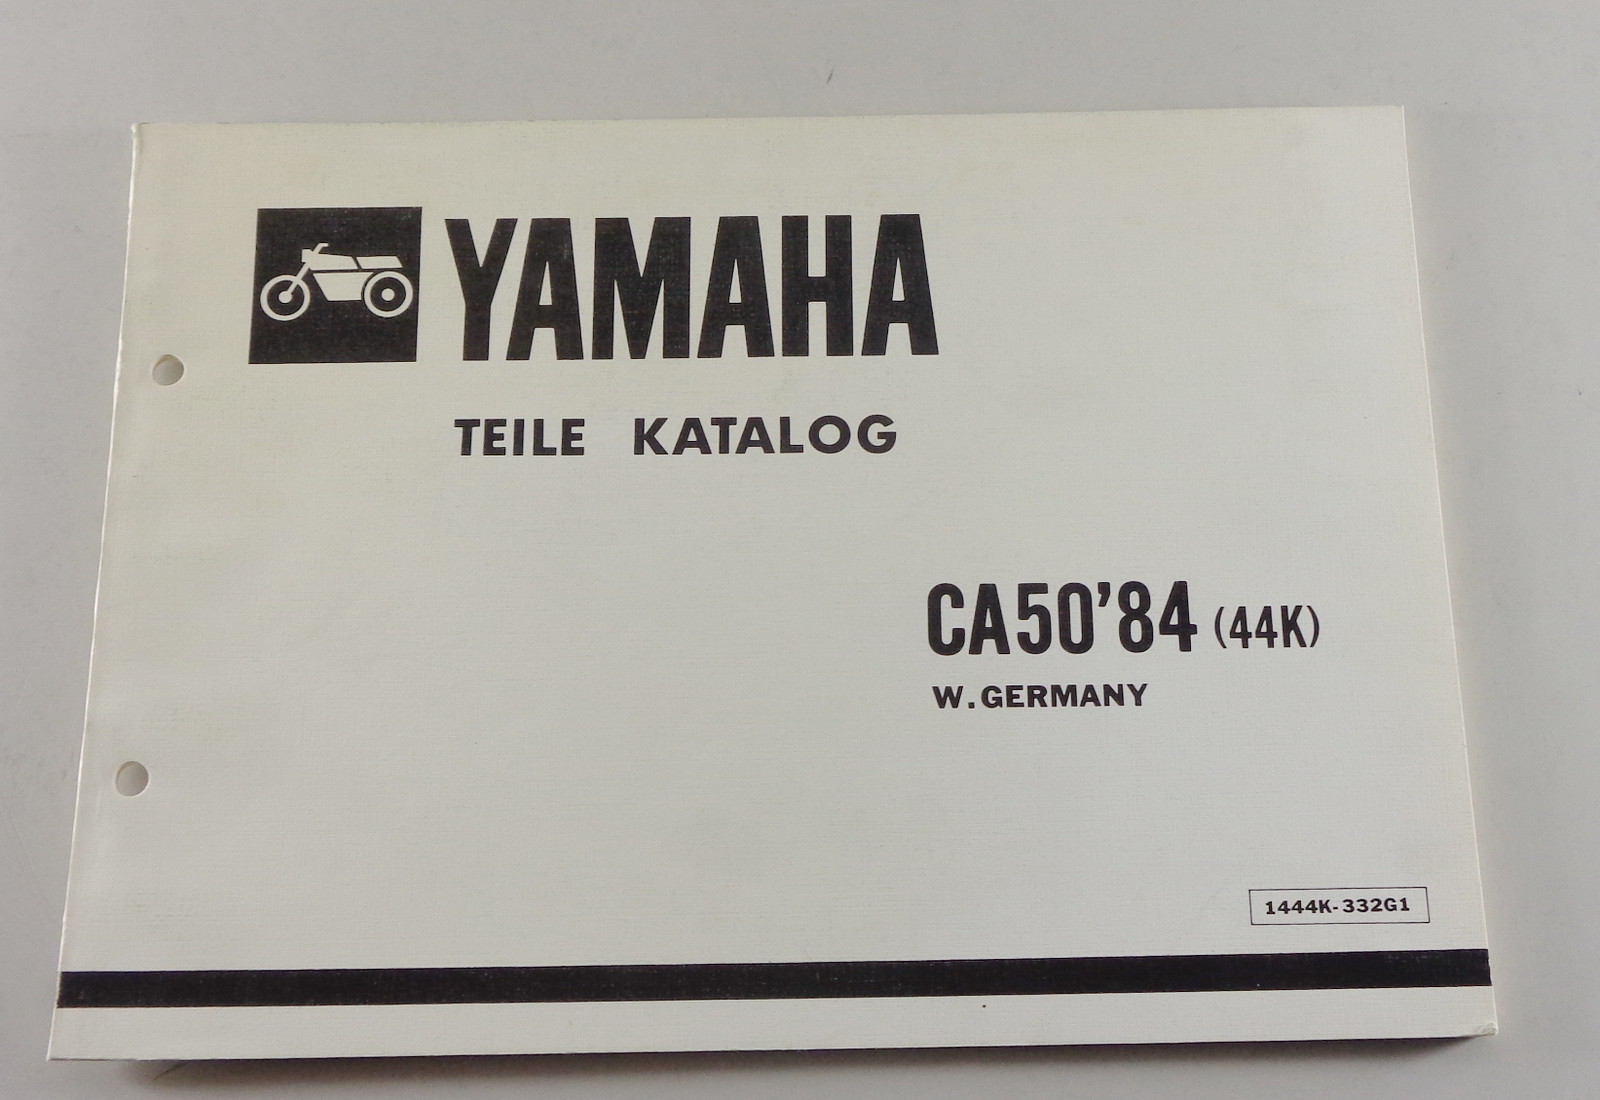 YAMAHA
TEILE KATALOG
CA50'84 (44K)
W.GERMANY
1444K-332G1